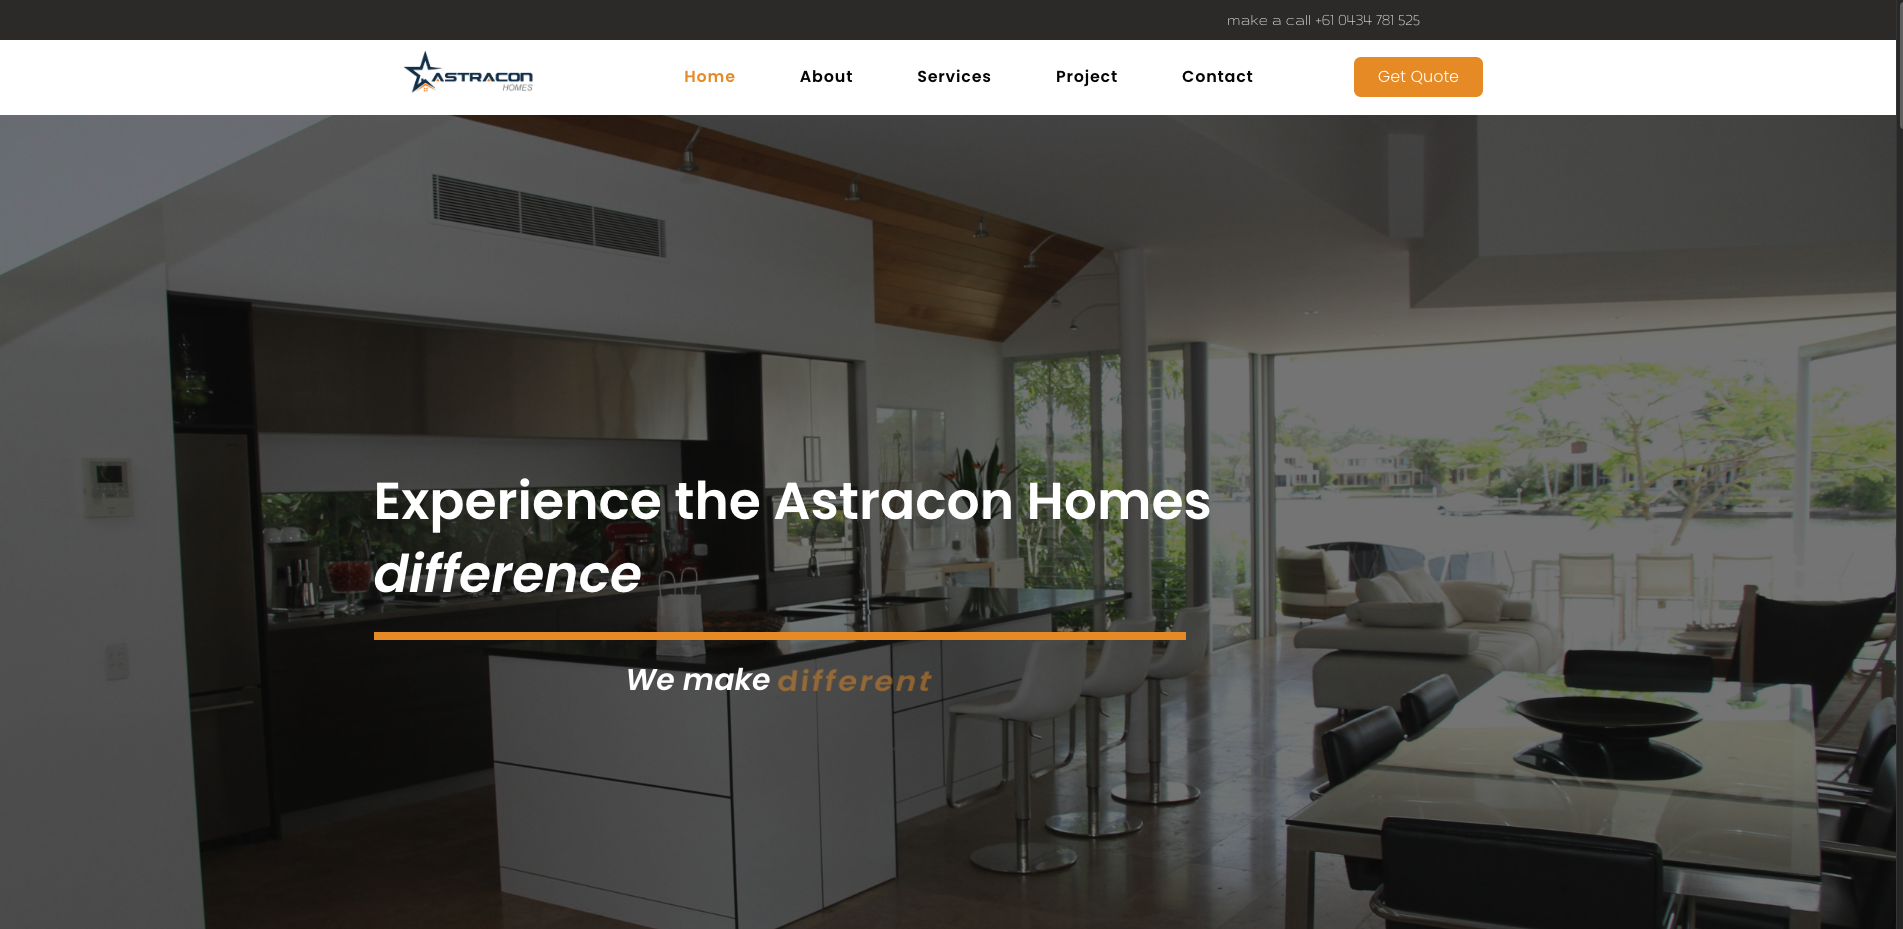 make a call +61 0434 781 525
ASTRACON
HOMES
Home
About
Services
Project
Contact
Get Quote
Experience the Astracon Homes
difference
We make different